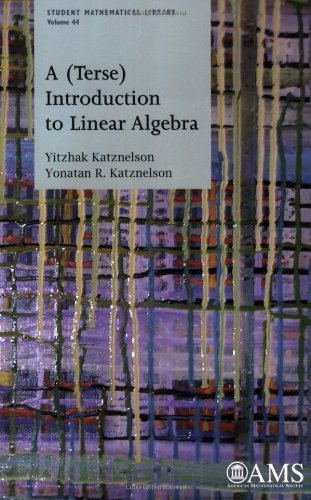 STUDENT MATHEMATICAL LIBRARY
Volume 44
A (Terse)
Introduction
to Linear Algebra
Yitzhak Katznelson
Yonatan R. Katznelson
AMS
AMERICAN MATHEMATICAL SOCIETY